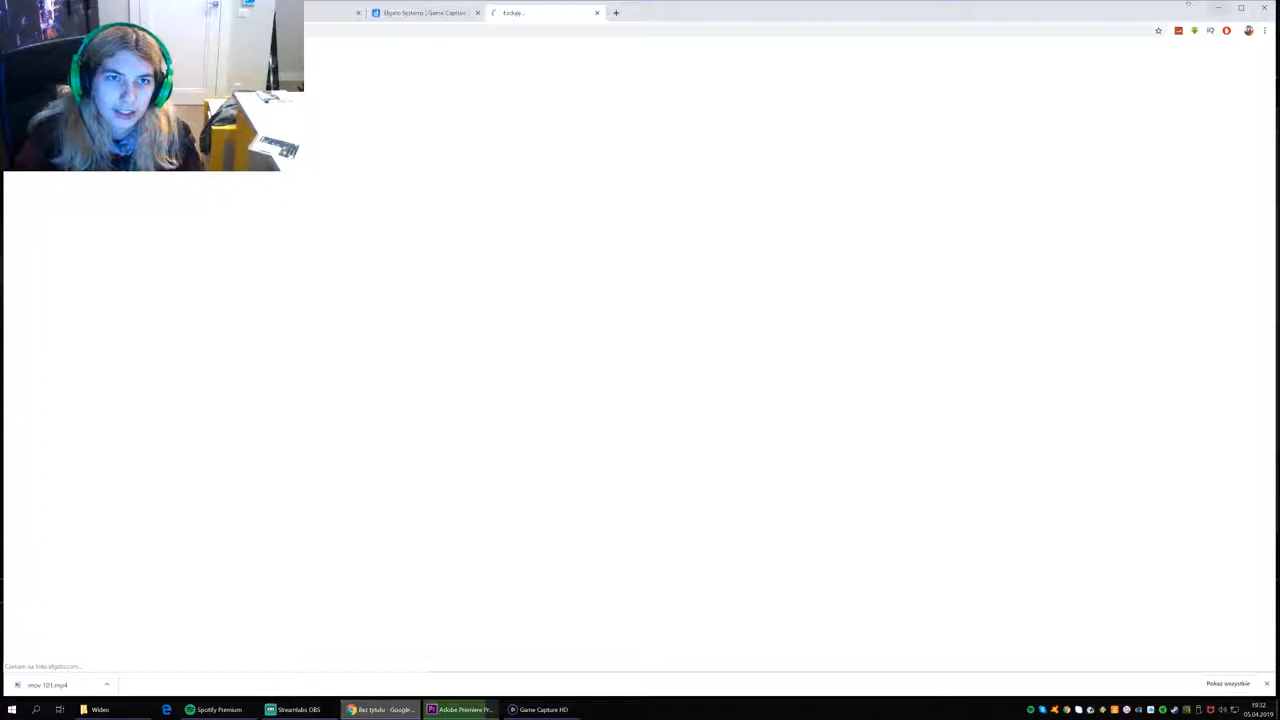 Elgato Systems | Game Capture
Ładuję...
Czekam na links.elgato.com...
mov 101.mp4
Pokaż wszystkie
Wideo
Spotify Premium
Streamlabs OBS
Bez tytułu - Google ...
Adobe Premiere Pr...
Game Capture HD
19:32
05.04.2019